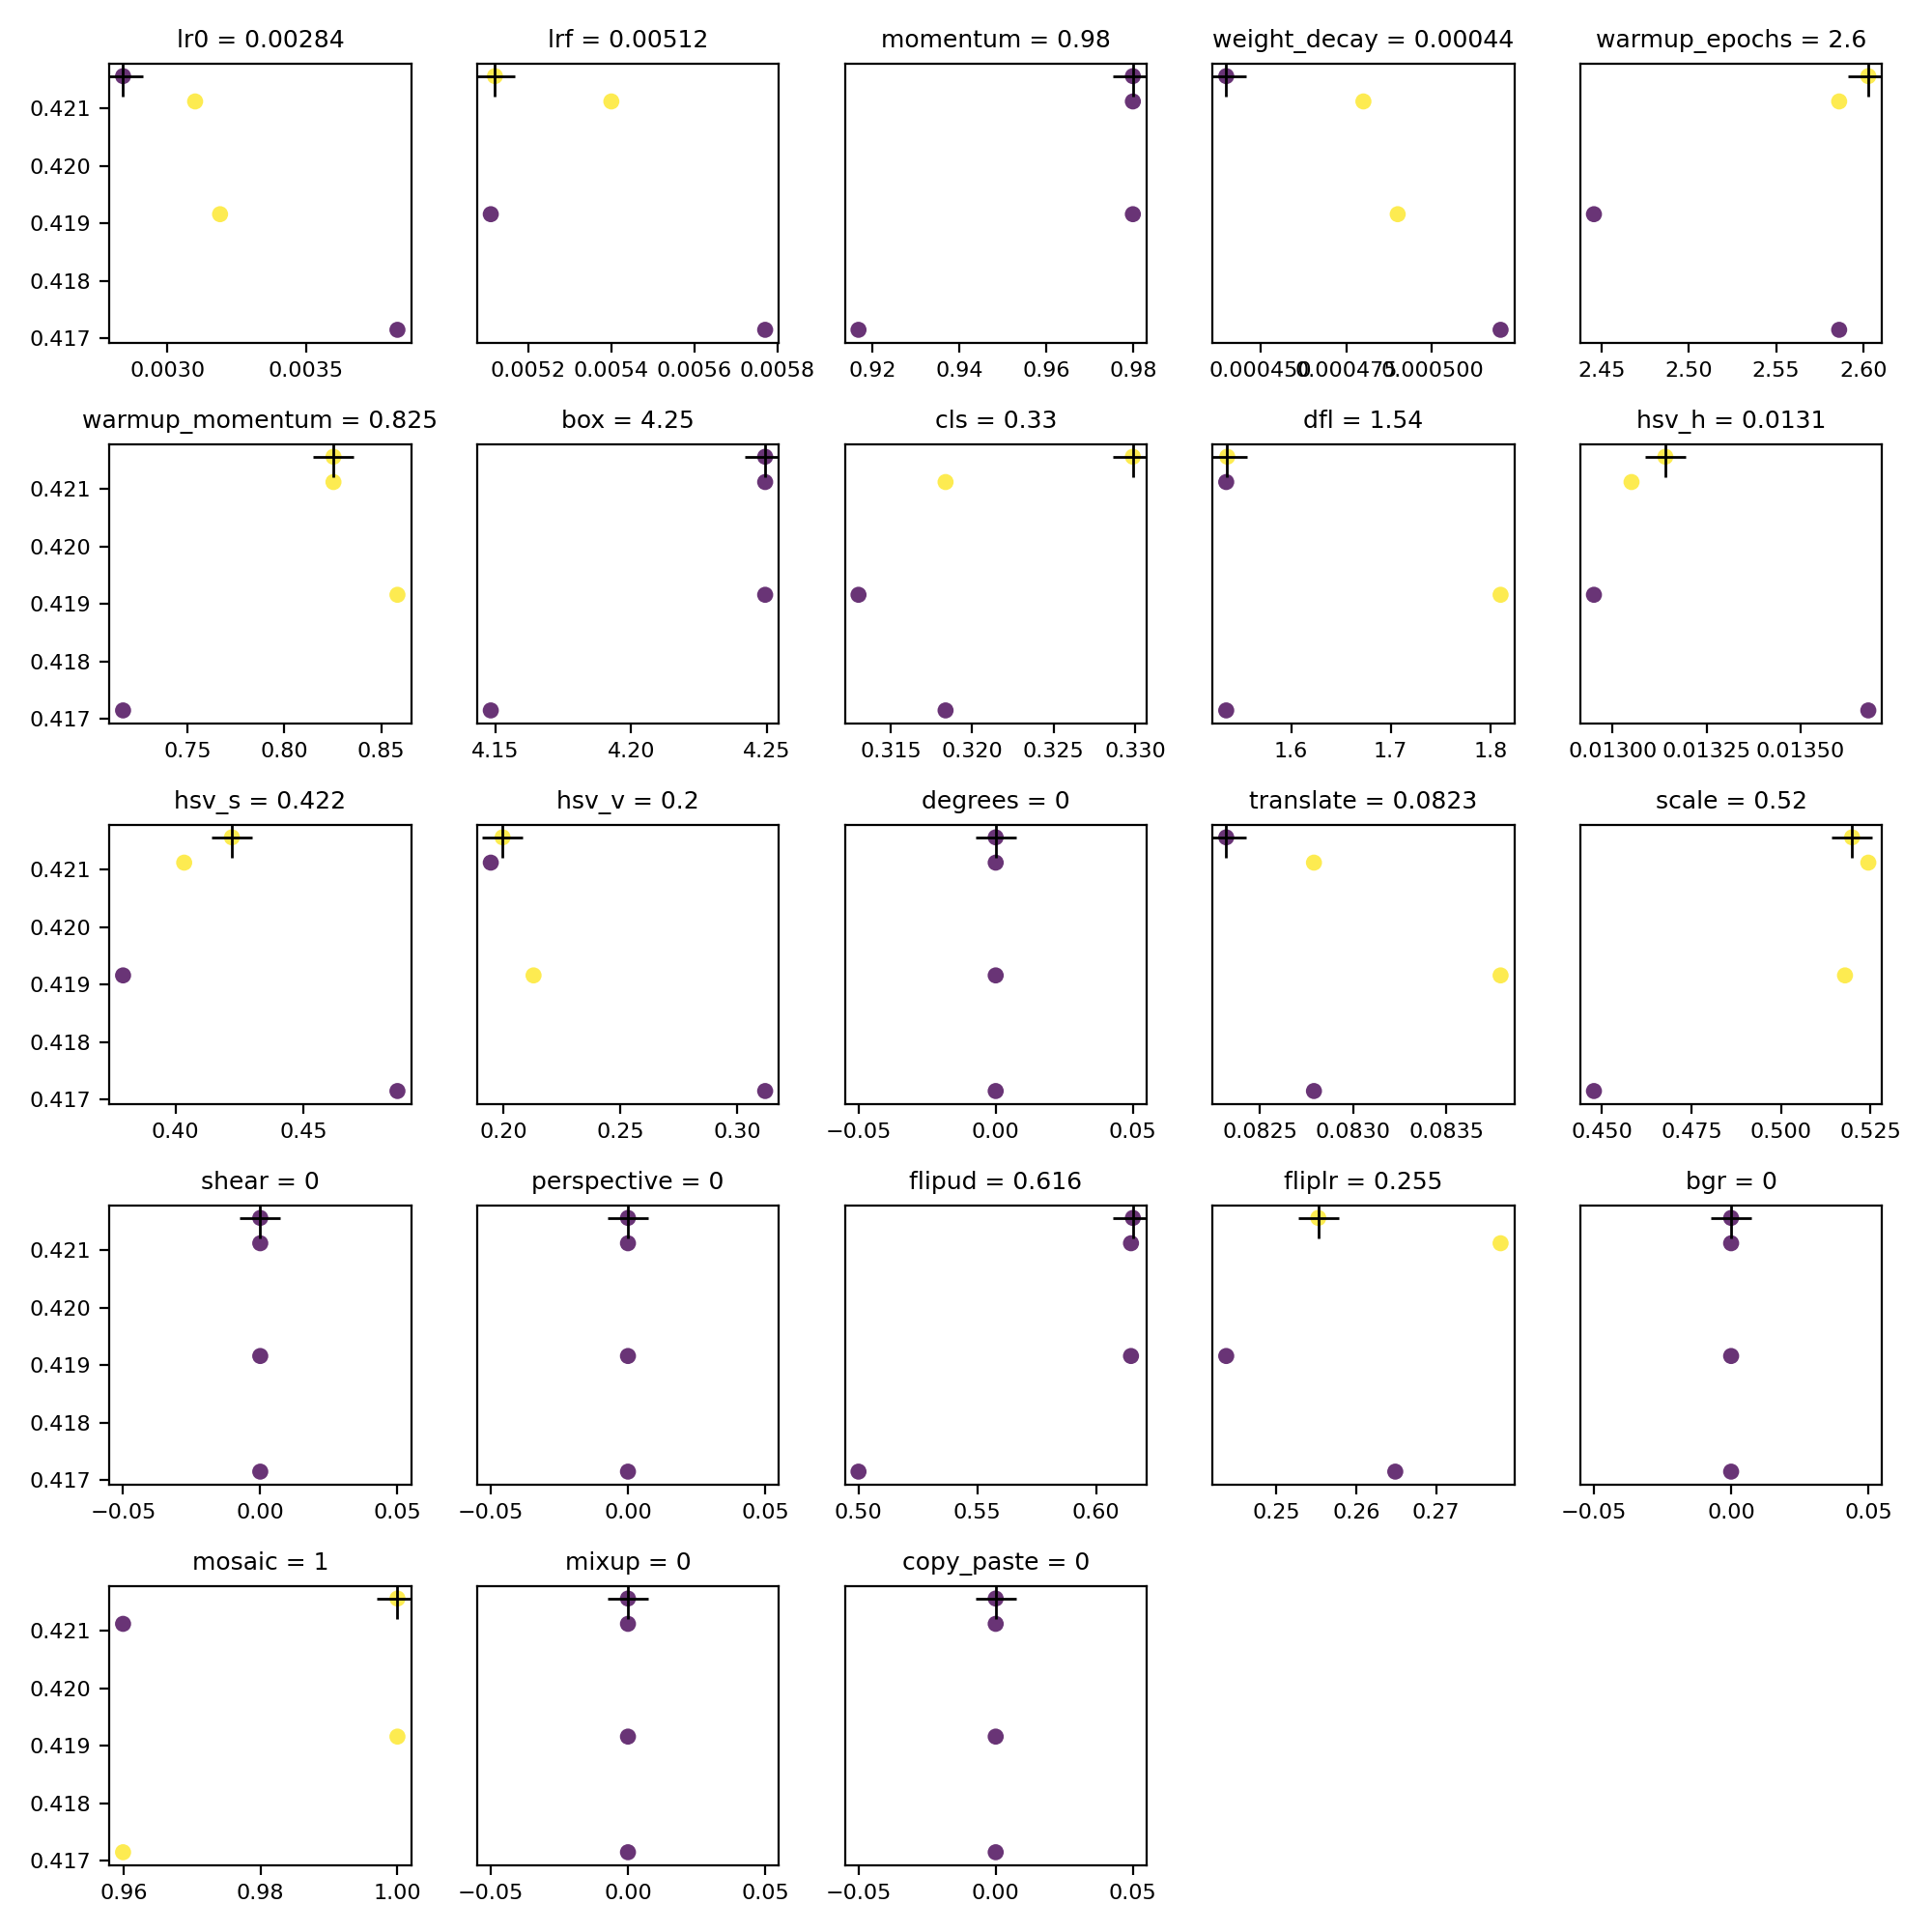 lr0 = 0.00284
lrf = 0.00512
momentum = 0.98
weight_decay = 0.00044
warmup_epochs = 2.6
0.421
0.420
0.419
0.418
0.417
0.0030 0.0035
0.0052 0.0054 0.0056 0.0058
0.92 0.94 0.96 0.98
0.000450 0.000475 0.000500
2.45 2.50 2.55 2.60
warmup_momentum = 0.825
box = 4.25
cls = 0.33
dfl = 1.54
hsv_h = 0.0131
0.421
0.420
0.419
0.418
0.417
0.75 0.80 0.85
4.15 4.20 4.25
0.315 0.320 0.325 0.330
1.6 1.7 1.8
0.01300 0.01325 0.01350
hsv_s = 0.422
hsv_v = 0.2
degrees = 0
translate = 0.0823
scale = 0.52
0.421
0.420
0.419
0.418
0.417
0.40 0.45
0.20 0.25 0.30
−0.05 0.00 0.05
0.0825 0.0830 0.0835
0.450 0.475 0.500 0.525
shear = 0
perspective = 0
flipud = 0.616
fliplr = 0.255
bgr = 0
0.421
0.420
0.419
0.418
0.417
−0.05 0.00 0.05
−0.05 0.00 0.05
0.50 0.55 0.60
0.25 0.26 0.27
−0.05 0.00 0.05
mosaic = 1
mixup = 0
copy_paste = 0
0.421
0.420
0.419
0.418
0.417
0.96 0.98 1.00
−0.05 0.00 0.05
−0.05 0.00 0.05